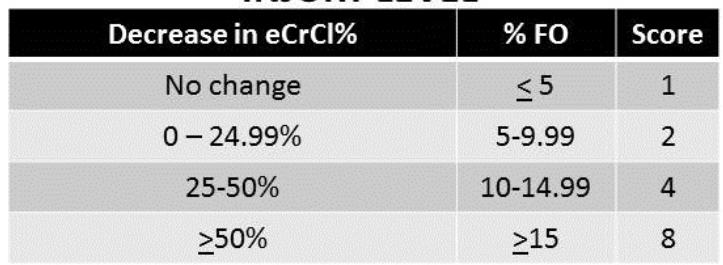 Decrease in eCrCl% % FO Score
No change ≤ 5 1
0 – 24.99% 5-9.99 2
25-50% 10-14.99 4
≥50% ≥15 8